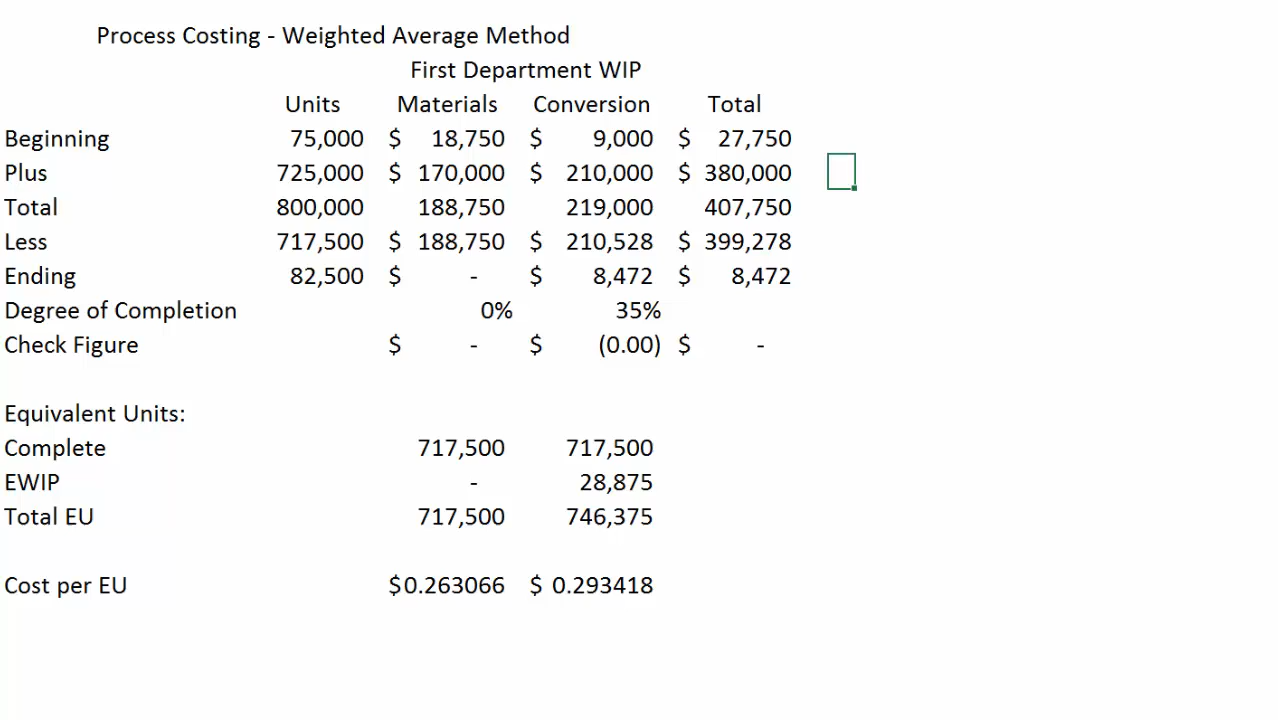 Process Costing - Weighted Average Method
First Department WIP
Units Materials Conversion Total
Beginning 75,000 $ 18,750 $ 9,000 $ 27,750
Plus 725,000 $ 170,000 $ 210,000 $ 380,000
Total 800,000 188,750 219,000 407,750
Less 717,500 $ 188,750 $ 210,528 $ 399,278
Ending 82,500 $ - $ 8,472 $ 8,472
Degree of Completion 0% 35%
Check Figure $ - $ (0.00) $ -
Equivalent Units:
Complete 717,500 717,500
EWIP - 28,875
Total EU 717,500 746,375
Cost per EU $0.263066 $ 0.293418